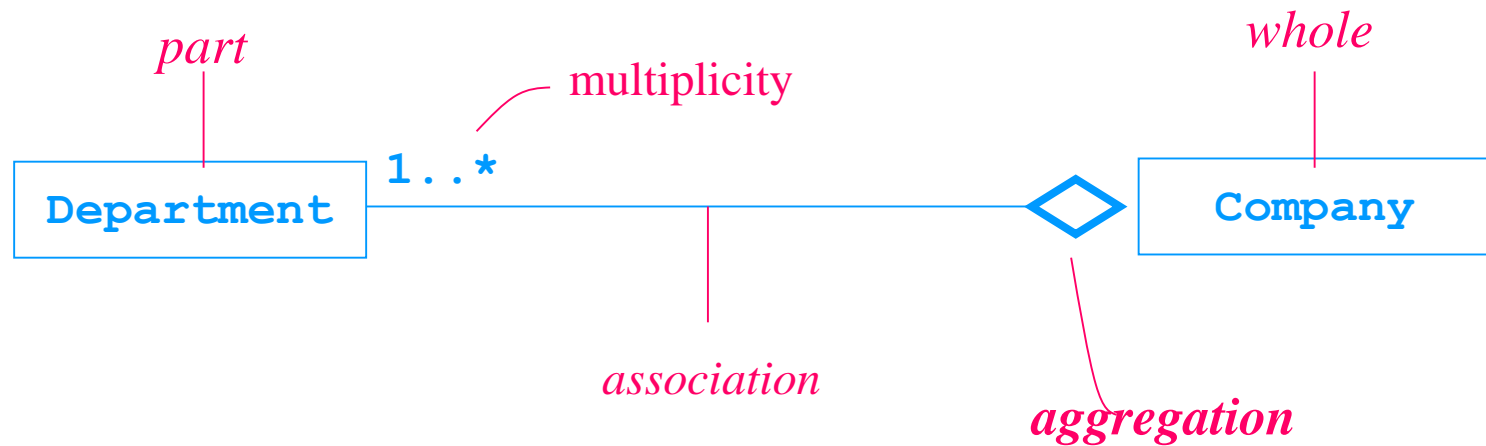 part
whole
multiplicity
1..*
Department
Company
association
aggregation